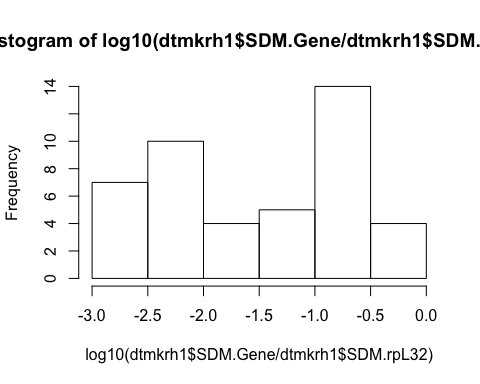 stogram of log10(dtmkrh1$SDM.Gene/dtmkrh1$SDM.
Frequency
14
10
8
6
4
2
0
-3.0 -2.5 -2.0 -1.5 -1.0 -0.5 0.0
log10(dtmkrh1$SDM.Gene/dtmkrh1$SDM.rpL32)